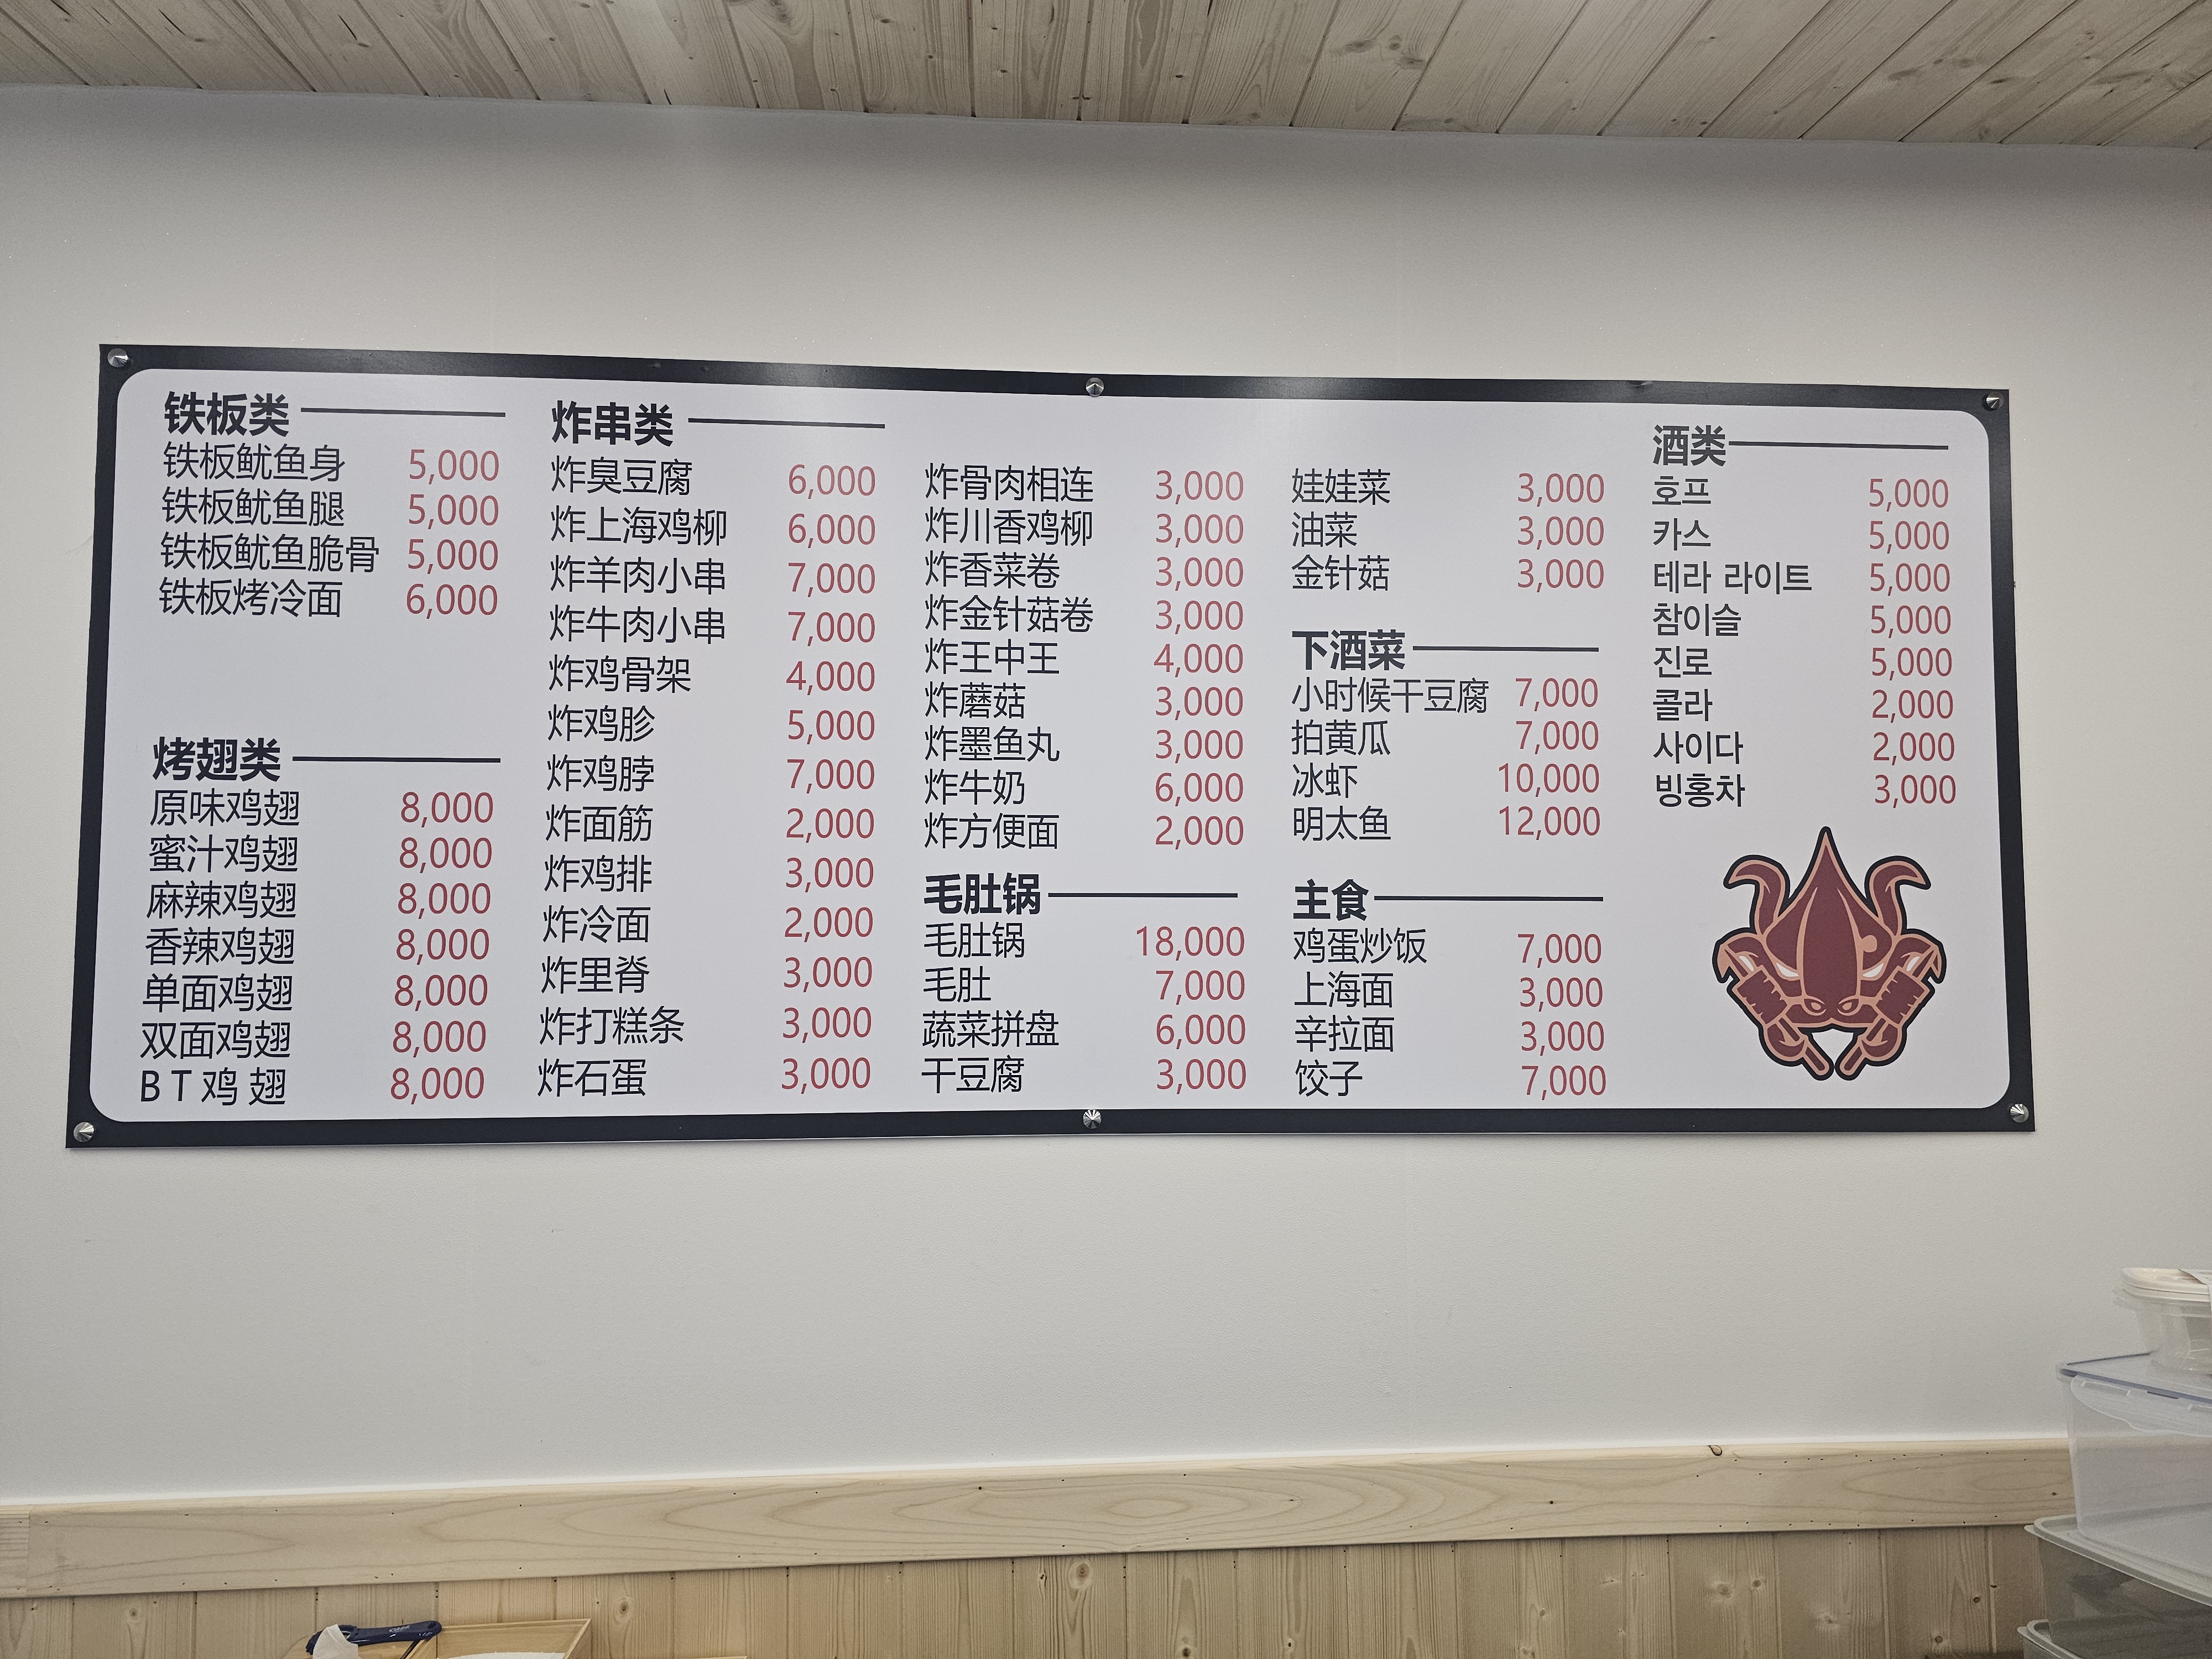 铁板类
铁板鱿鱼身 5,000
铁板鱿鱼腿 5,000
铁板鱿鱼脆骨 5,000
铁板烤冷面 6,000
烤翅类
原味鸡翅 8,000
蜜汁鸡翅 8,000
麻辣鸡翅 8,000
香辣鸡翅 8,000
单面鸡翅 8,000
双面鸡翅 8,000
BT鸡翅 8,000
炸串类
炸臭豆腐 6,000
炸上海鸡柳 6,000
炸羊肉小串 7,000
炸牛肉小串 7,000
炸鸡骨架 4,000
炸鸡胗 5,000
炸鸡脖 7,000
炸面筋 2,000
炸鸡排 3,000
炸冷面 2,000
炸里脊 3,000
炸打糕条 3,000
炸石蛋 3,000
炸骨肉相连 3,000
炸川香鸡柳 3,000
炸香菜卷 3,000
炸金针菇卷 3,000
炸王中王 4,000
炸蘑菇 3,000
炸墨鱼丸 3,000
炸牛奶 6,000
炸方便面 2,000
毛肚锅
毛肚锅 18,000
毛肚 7,000
蔬菜拼盘 6,000
干豆腐 3,000
娃娃菜 3,000
油菜 3,000
金针菇 3,000
下酒菜
小时候干豆腐 7,000
拍黄瓜 7,000
冰虾 10,000
明太鱼 12,000
主食
鸡蛋炒饭 7,000
上海面 3,000
辛拉面 3,000
饺子 7,000
酒类
호프 5,000
카스 5,000
테라 라이트 5,000
참이슬 5,000
진로 5,000
콜라 2,000
사이다 2,000
빙홍차 3,000